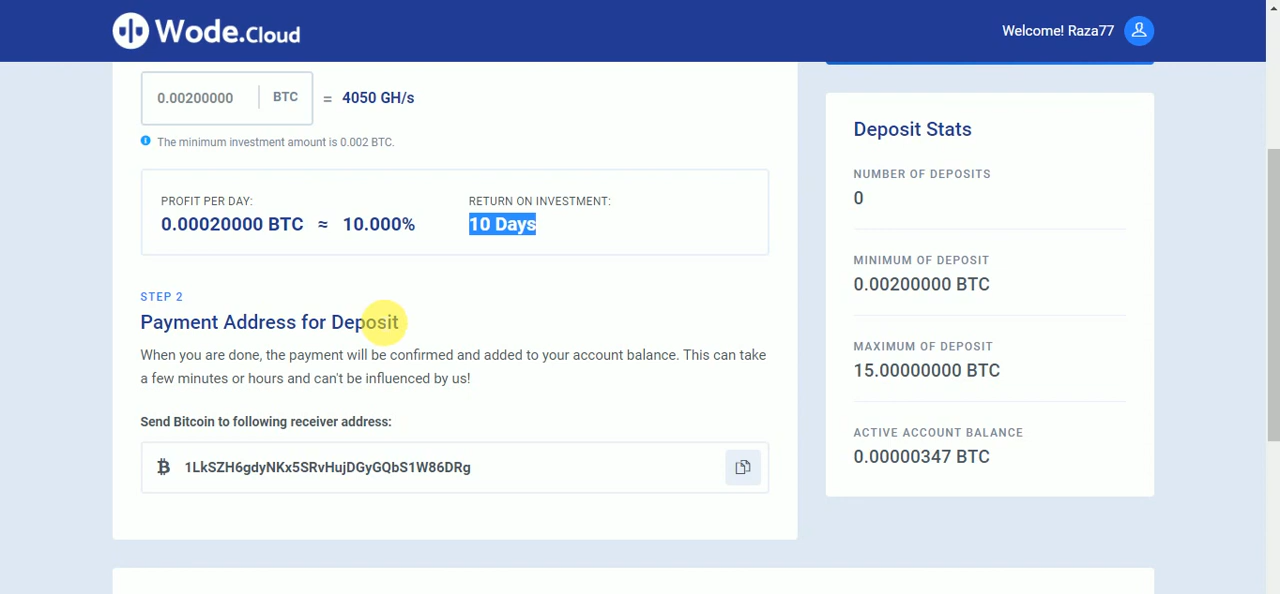 Wode.Cloud
Welcome! Raza77
0.00200000 BTC = 4050 GH/s
The minimum investment amount is 0.002 BTC.
PROFIT PER DAY:
0.00020000 BTC ≈ 10.000%
RETURN ON INVESTMENT:
10 Days
STEP 2
Payment Address for Deposit
When you are done, the payment will be confirmed and added to your account balance. This can take
a few minutes or hours and can't be influenced by us!
Send Bitcoin to following receiver address:
1LkSZH6gdyNKx5SRvHujDGyGQbS1W86DRg
Deposit Stats
NUMBER OF DEPOSITS
0
MINIMUM OF DEPOSIT
0.00200000 BTC
MAXIMUM OF DEPOSIT
15.00000000 BTC
ACTIVE ACCOUNT BALANCE
0.00000347 BTC